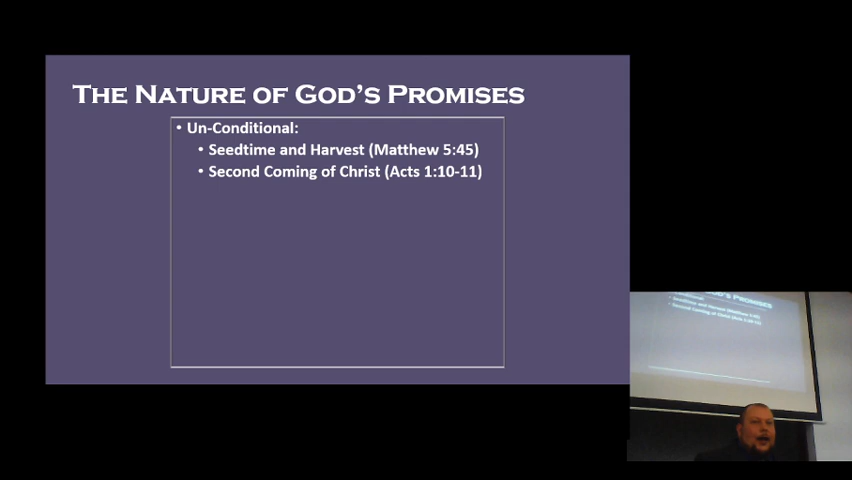 The Nature of God's Promises
• Un-Conditional:
• Seedtime and Harvest (Matthew 5:45)
• Second Coming of Christ (Acts 1:10-11)